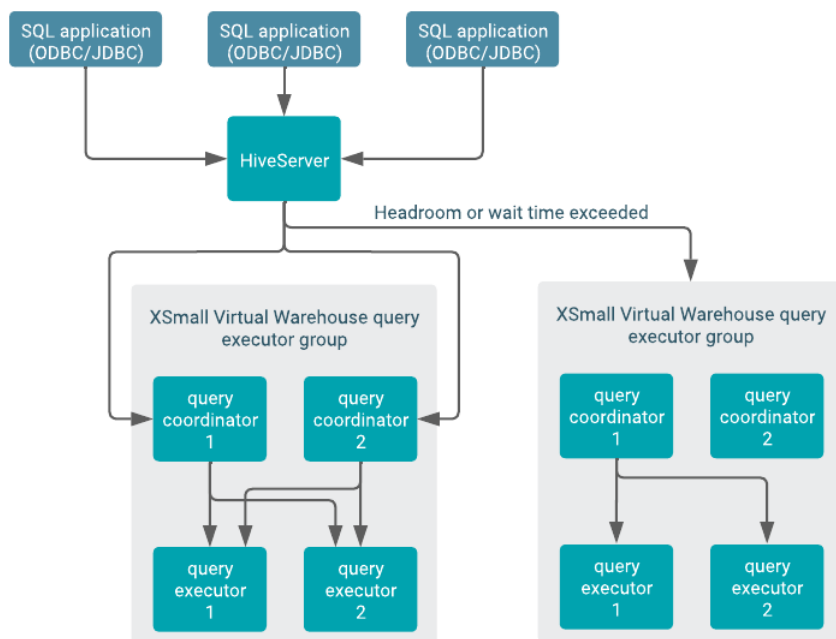 SQL application
(ODBC/JDBC)
SQL application
(ODBC/JDBC)
SQL application
(ODBC/JDBC)
HiveServer
Headroom or wait time exceeded
XSmall Virtual Warehouse query
executor group
query
coordinator
1
query
coordinator
2
query
executor
1
query
executor
2
XSmall Virtual Warehouse query
executor group
query
coordinator
1
query
coordinator
2
query
executor
1
query
executor
2